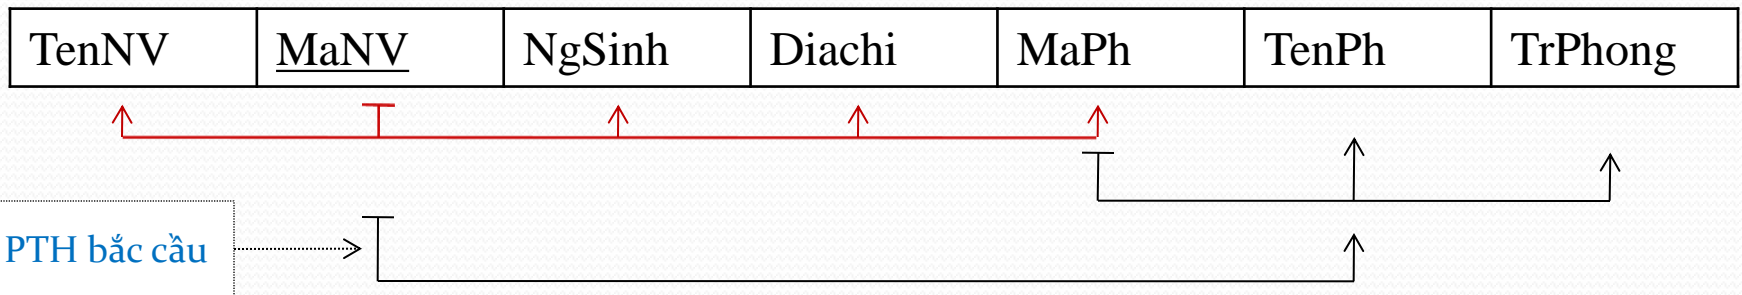 TenNV MaNV NgSinh Diachi MaPh TenPh TrPhong
PTH bắc cầu